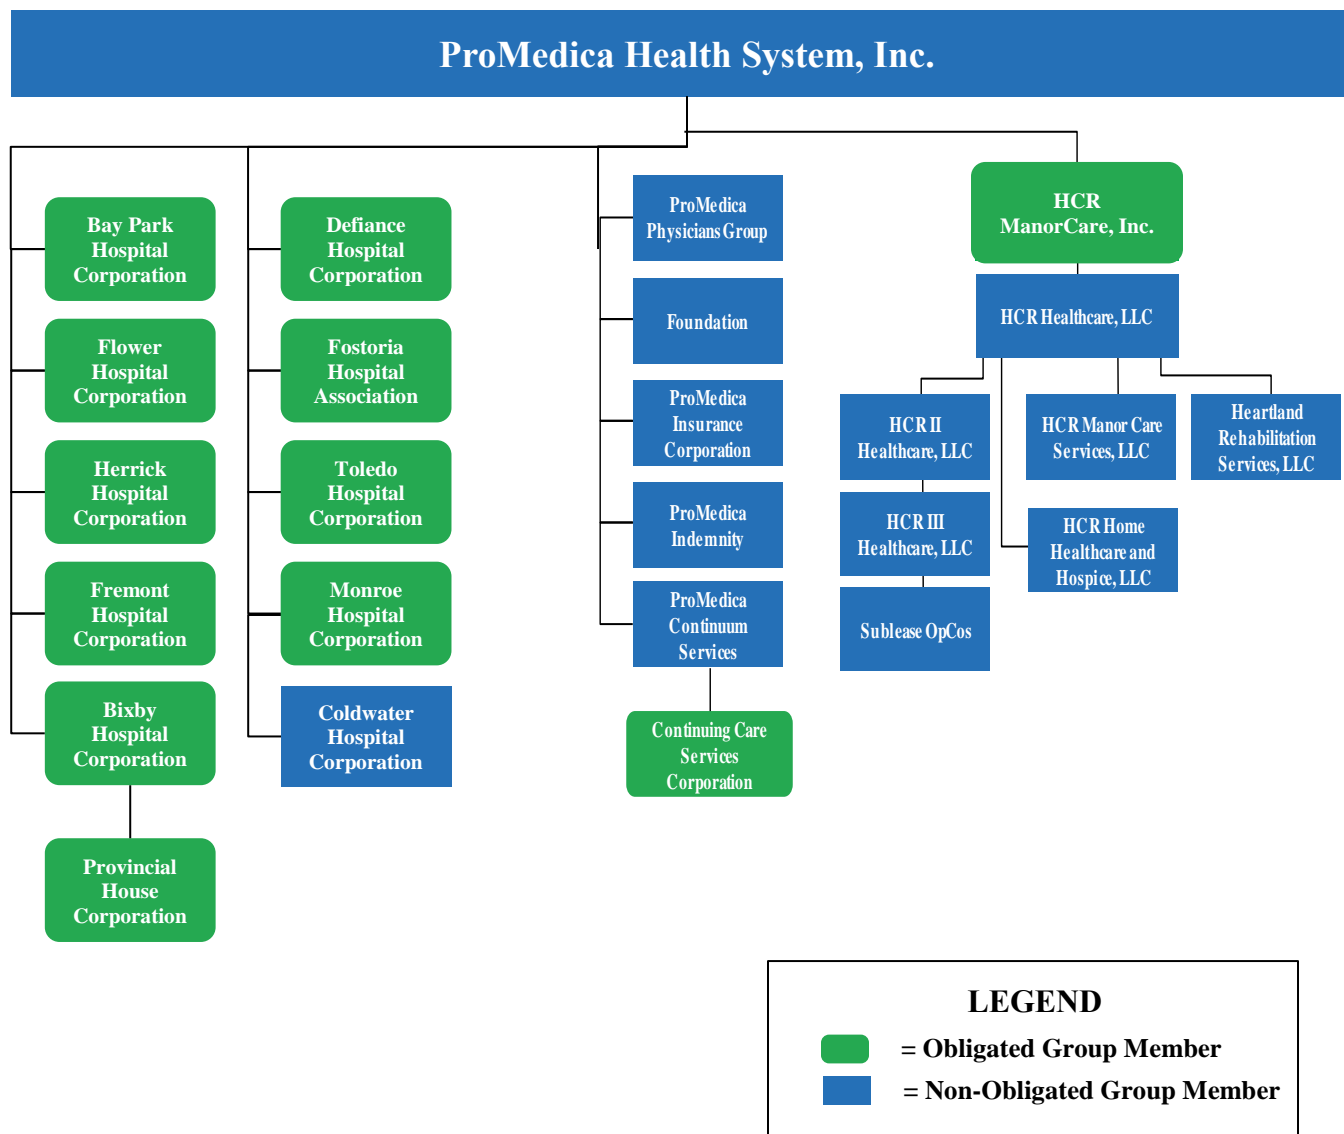 ProMedica Health System, Inc.
Bay Park
Hospital
Corporation
Flower
Hospital
Corporation
Herrick
Hospital
Corporation
Fremont
Hospital
Corporation
Bixby
Hospital
Corporation
Provincial
House
Corporation
Defiance
Hospital
Corporation
Fostoria
Hospital
Association
Toledo
Hospital
Corporation
Monroe
Hospital
Corporation
Coldwater
Hospital
Corporation
ProMedica
Physicians Group
Foundation
ProMedica
Insurance
Corporation
ProMedica
Indemnity
ProMedica
Continuum
Services
Continuing Care
Services
Corporation
HCR
ManorCare, Inc.
HCR Healthcare, LLC
HCR II
Healthcare, LLC
HCR III
Healthcare, LLC
Sublease OpCos
HCR Manor Care
Services, LLC
HCR Home
Healthcare and
Hospice, LLC
Heartland
Rehabilitation
Services, LLC
LEGEND
= Obligated Group Member
= Non-Obligated Group Member